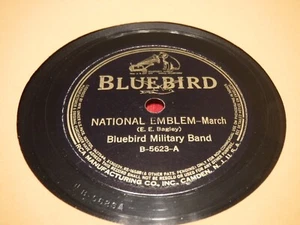 BLUEBIRD
NATIONAL EMBLEM—March
(E. E. Bagley)
Bluebird Military Band
B-5623-A
MANUFACTURING CO., INC. CAMDEN, N. J., U.